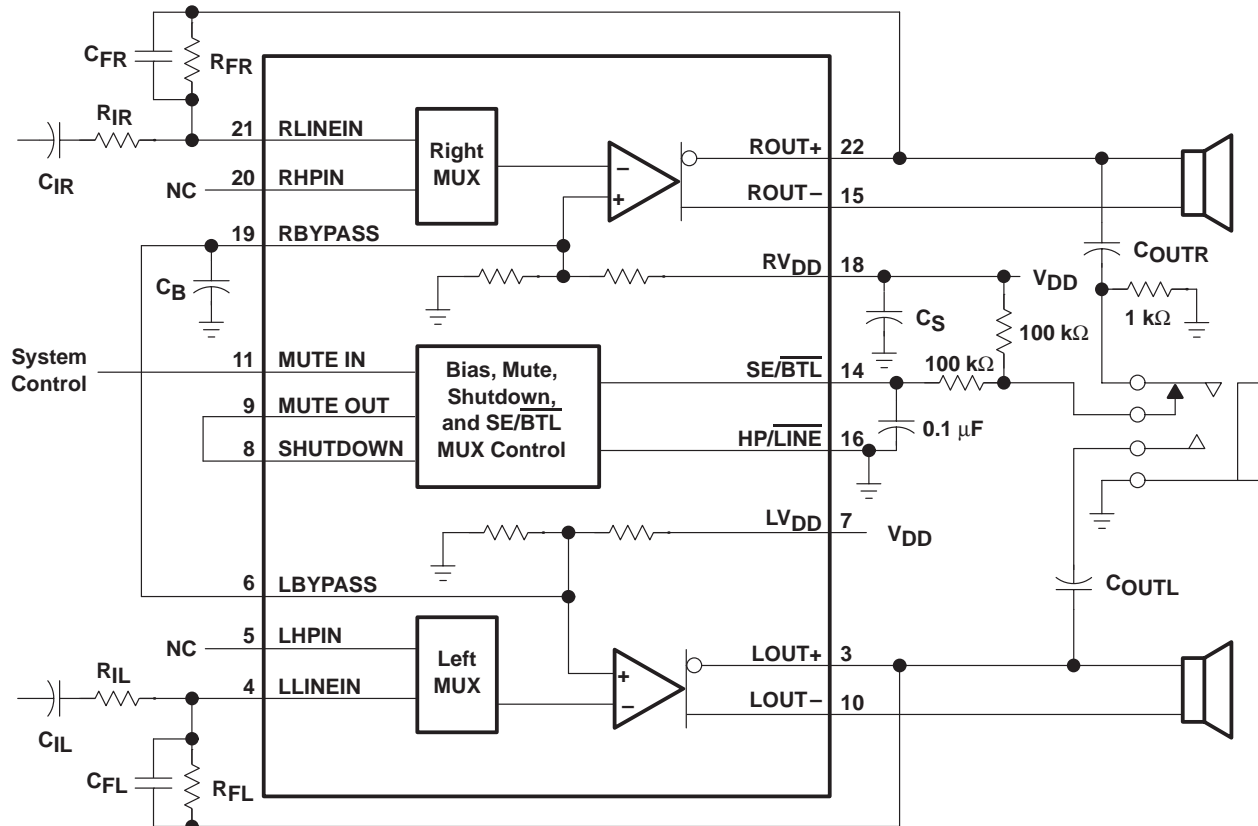 CFR
RFR
RIR
CIR
21 RLINEIN
NC 20 RHPIN
19 RBYPASS
CB
Right
MUX
ROUT+ 22
ROUT− 15
RVDD 18
VDD
COUTR
1 kΩ
CS
100 kΩ
100 kΩ
System
Control
11 MUTE IN
9 MUTE OUT
8 SHUTDOWN
Bias, Mute,
Shutdown,
and SE/BTL
MUX Control
SE/BTL 14
HP/LINE 16
0.1 μF
LVDD 7
VDD
6 LBYPASS
NC 5 LHPIN
4 LLINEIN
RIL
CIL
CFL
RFL
Left
MUX
LOUT+ 3
LOUT− 10
COUTL
−
+
+
−